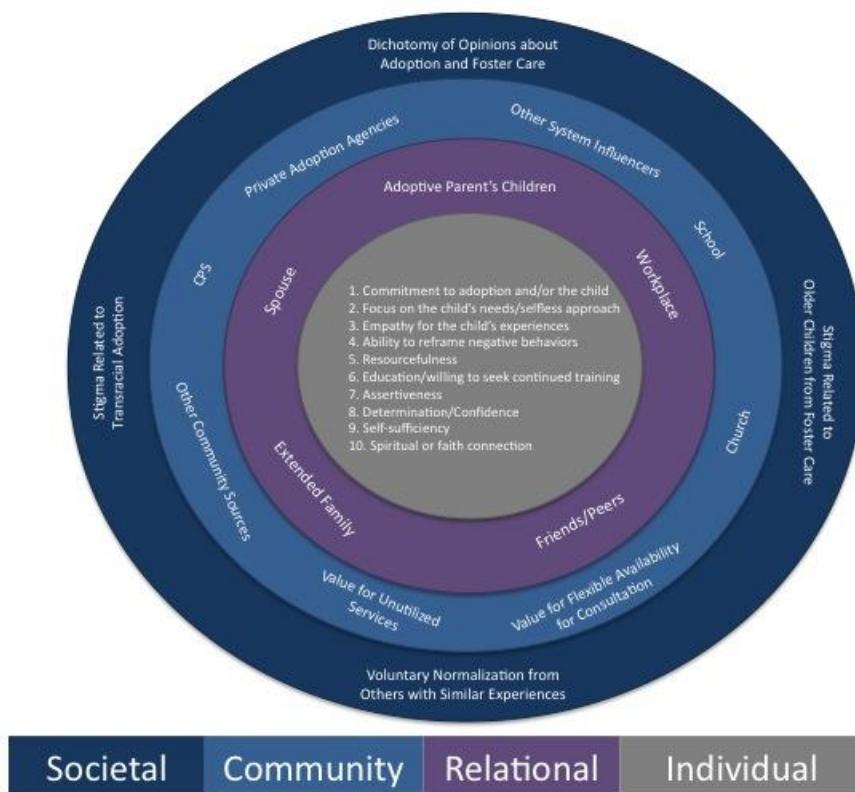 Dichotomy of Opinions about
Adoption and Foster Care
Private Adoption Agencies
Other System Influencers
Adoptive Parent's Children
CPS
School
Spouse
Workplace
1. Commitment to adoption and/or the child
2. Focus on the child's needs/selfless approach
3. Empathy for the child's experiences
4. Ability to reframe negative behaviors
5. Resourcefulness
6. Education/willing to seek continued training
7. Assertiveness
8. Determination/Confidence
9. Self-sufficiency
10. Spiritual or faith connection
Stigma Related to
Transracial Adoption
Stigma Related to
Older Children from Foster Care
Other Community Sources
Church
Extended Family
Friends/Peers
Value for Unutilized
Services
Value for Flexible Availability
for Consultation
Voluntary Normalization from
Others with Similar Experiences
Societal
Community
Relational
Individual